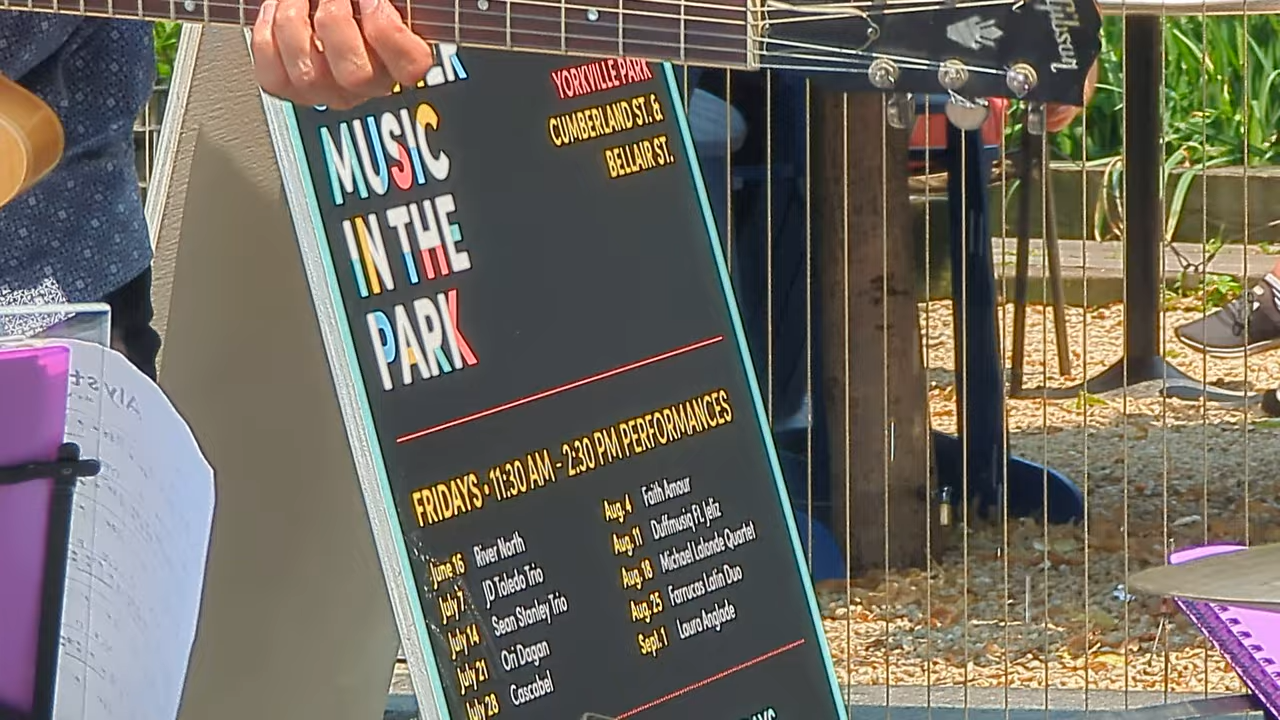 Gibson
MUSIC
IN THE
PARK
YORKVILLE PARK
CUMBERLAND ST. &
BELLAIR ST.
FRIDAYS • 11:30 AM - 2:30 PM PERFORMANCES
June 16 River North
July 7 JD Toledo Trio
July 14 Sean Stanley Trio
July 21 Ori Dagan
July 28 Cascabel
Aug. 4 Faith Amour
Aug. 11 Duffmusiq Ft. Jeliz
Aug. 18 Michael Lalonde Quartet
Aug. 25 Farrucas Latin Duo
Sept. 1 Laura Anglade